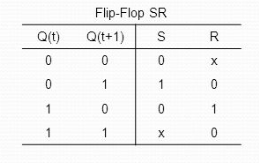 Flip-Flop SR
Q(t) Q(t+1) S R
0 0 0 x
0 1 1 0
1 0 0 1
1 1 x 0